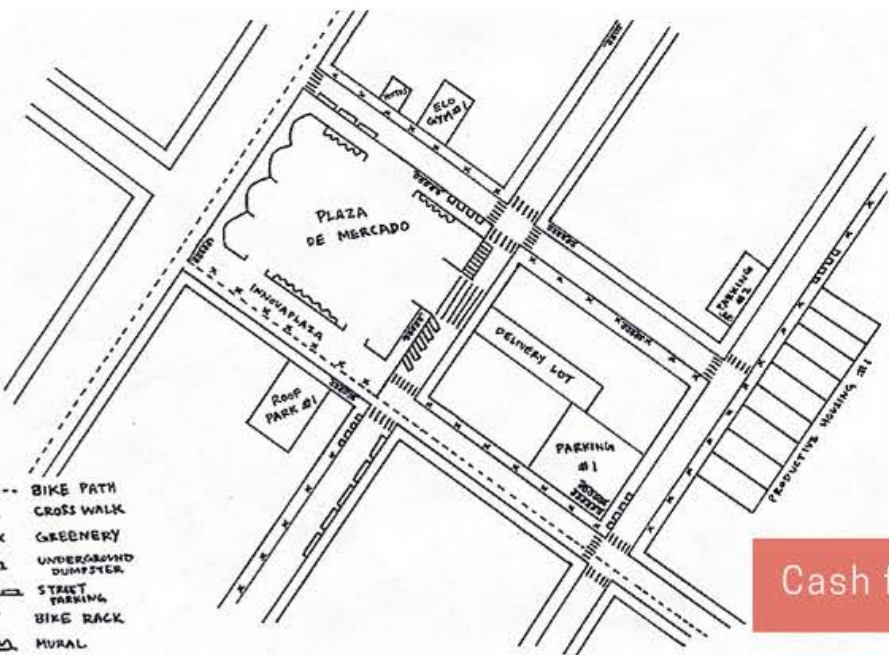 ECO
GYM #1
PLAZA
DE MERCADO
INNOVAPLAZA
ROOF
PARK #1
DELIVERY LOT
PARKING
#1
PARKING
#2
PRODUCTIVE HOUSING #1
BIKE PATH
CROSS WALK
GREENERY
UNDERGROUND
DUMPSTER
STREET
PARKING
BIKE RACK
MURAL
Cash f